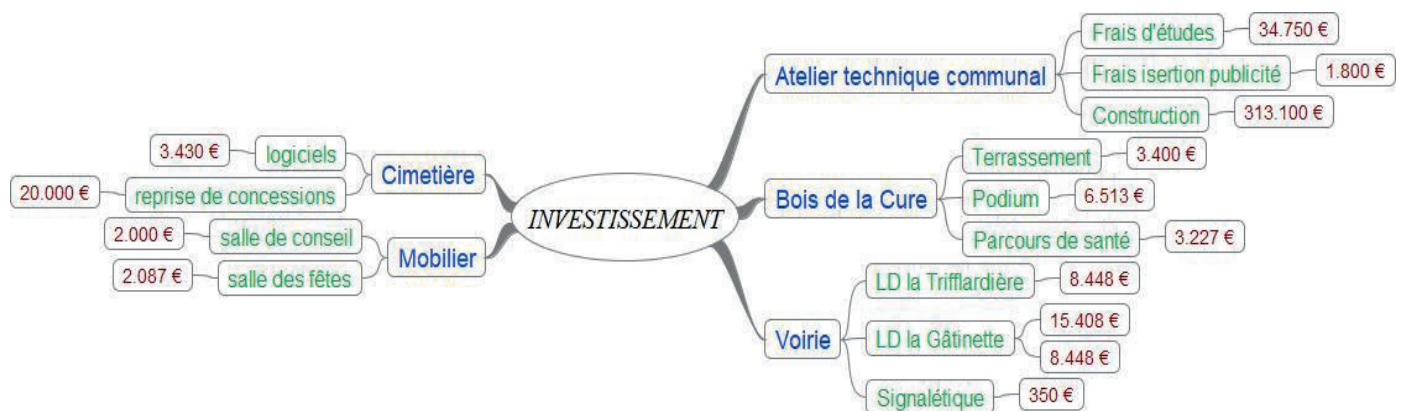 INVESTISSEMENT
Atelier technique communal
Frais d'études
34.750 €
Frais isertion publicité
1.800 €
Construction
313.100 €
Bois de la Cure
Terrassement
3.400 €
Podium
6.513 €
Parcours de santé
3.227 €
Voirie
LD la Trifflardière
8.448 €
LD la Gâtinette
15.408 €
8.448 €
Signalétique
350 €
Cimetière
logiciels
3.430 €
reprise de concessions
20.000 €
Mobilier
salle de conseil
2.000 €
salle des fêtes
2.087 €